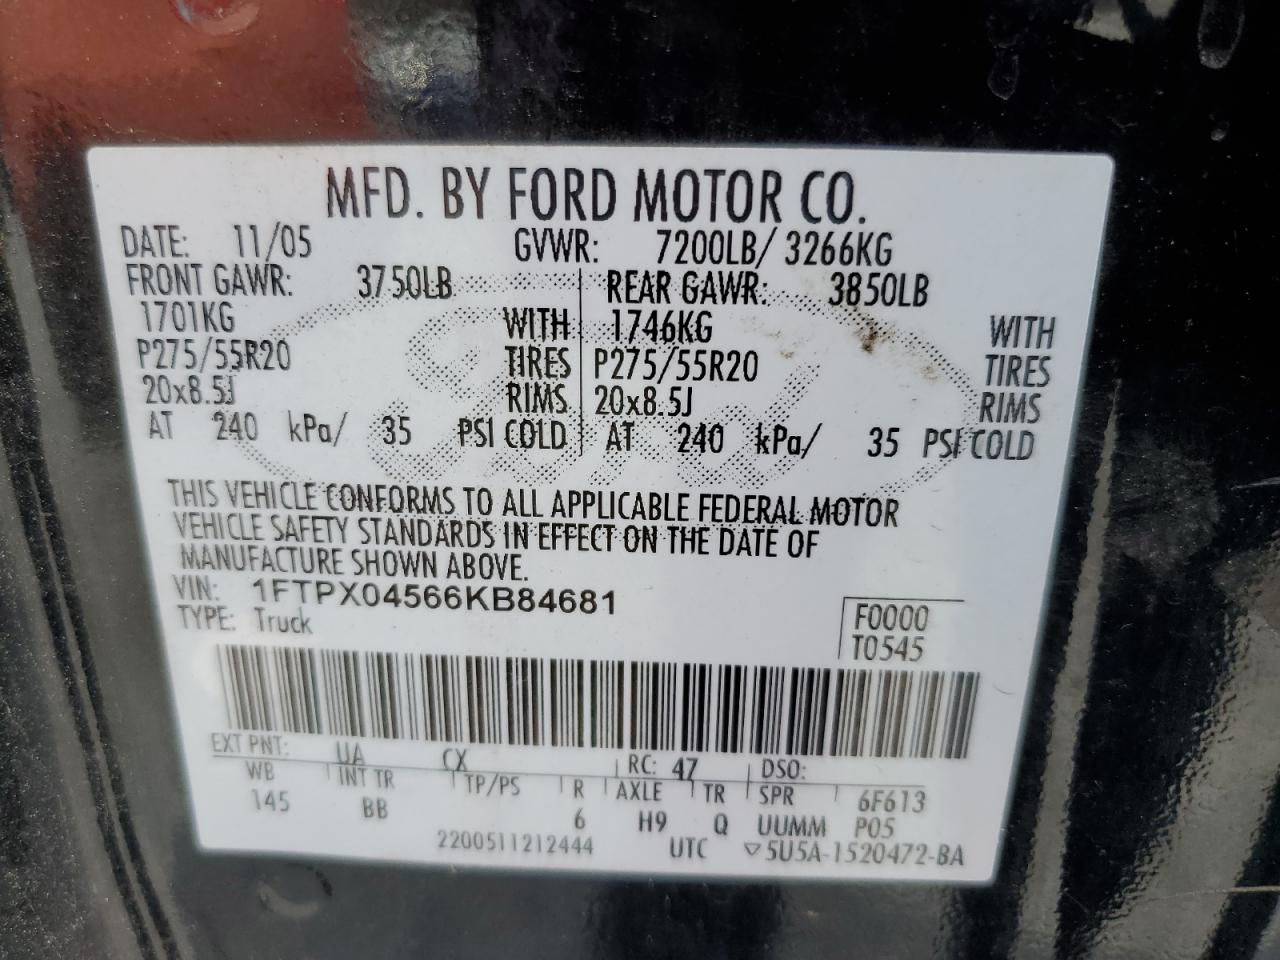 MFD. BY FORD MOTOR CO.
DATE: 11/05 GVWR: 7200LB/ 3266KG
FRONT GAWR: 3750LB REAR GAWR: 3850LB
1701KG WITH 1746KG WITH
P275/55R20 TIRES P275/55R20 TIRES
20x8.5J RIMS 20x8.5J RIMS
AT 240 kPa/ 35 PSI COLD AT 240 kPa/ 35 PSI COLD
THIS VEHICLE CONFORMS TO ALL APPLICABLE FEDERAL MOTOR
VEHICLE SAFETY STANDARDS IN EFFECT ON THE DATE OF
MANUFACTURE SHOWN ABOVE.
VIN: 1FTPX04566KB84681
TYPE: Truck F0000
T0545
EXT PNT: UA CX RC: 47 DSO:
WB INT TR TP/PS R AXLE TR SPR 6F613
145 BB 6 H9 Q UUMM P05
2200511212444 UTC ▽5U5A-1520472-BA